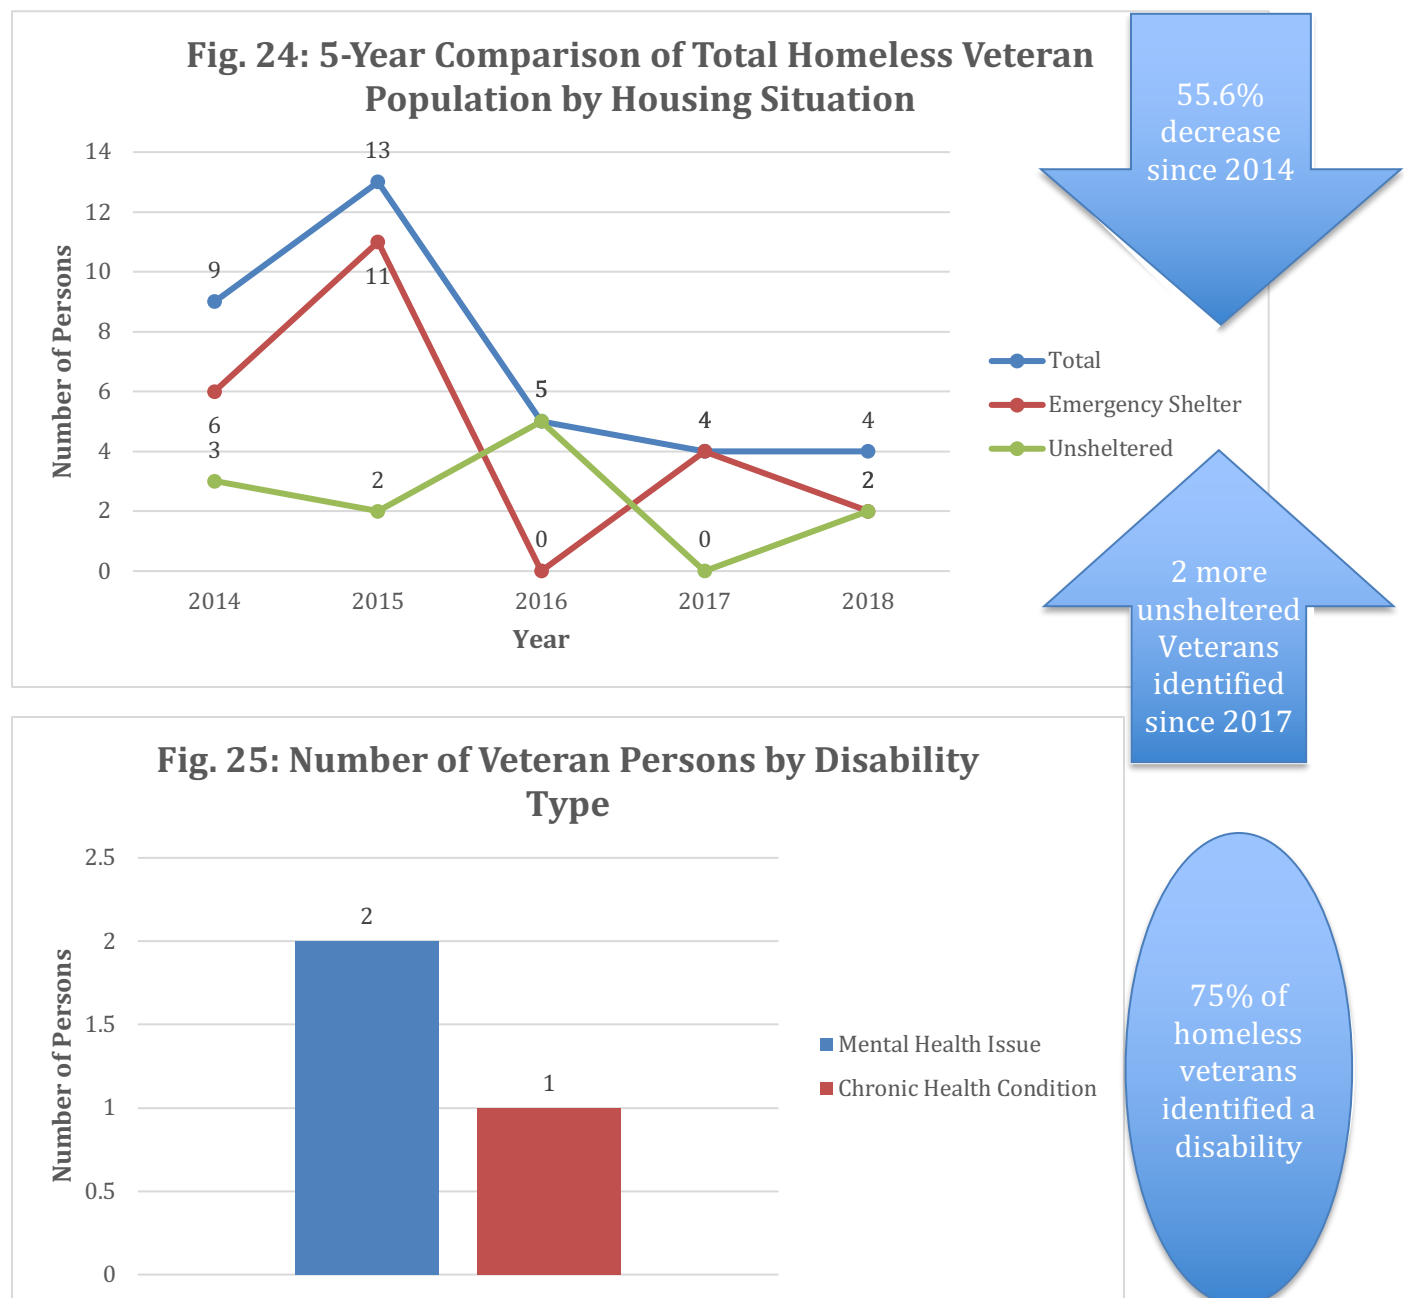 Fig. 24: 5-Year Comparison of Total Homeless Veteran
Population by Housing Situation
14
12
10
8
6
4
2
0
Number of Persons
9
13
5
4
4
6
11
0
2
3
2
5
4
0
2
2014
2015
2016
2017
2018
Year
Total
Emergency Shelter
Unsheltered
55.6%
decrease
since 2014
2 more
unsheltered
Veterans
identified
since 2017
Fig. 25: Number of Veteran Persons by Disability
Type
2.5
2
1.5
1
0.5
0
Number of Persons
2
1
Mental Health Issue
Chronic Health Condition
75% of
homeless
veterans
identified a
disability